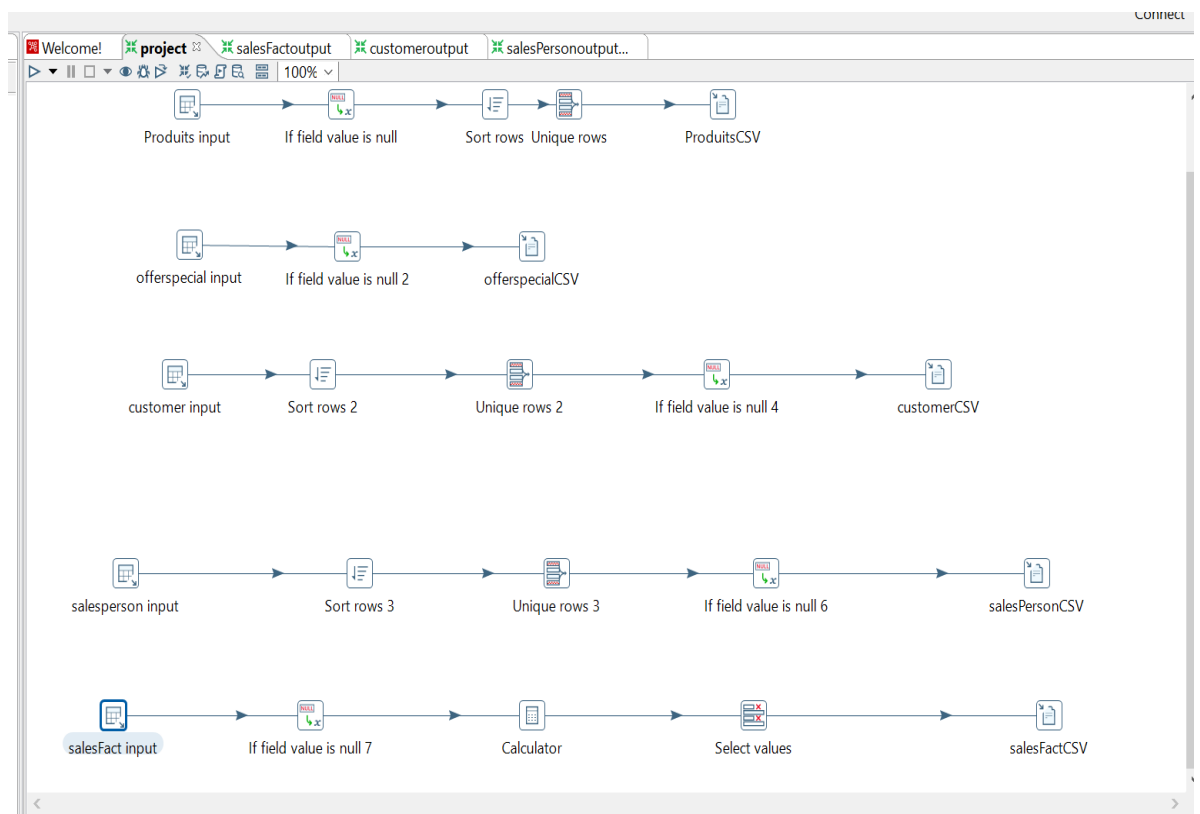 Connect
Welcome! project salesFactoutput customeroutput salesPersonoutput...
100%
Produits input If field value is null Sort rows Unique rows ProduitsCSV
offerspecial input If field value is null 2 offerspecialCSV
customer input Sort rows 2 Unique rows 2 If field value is null 4 customerCSV
salesperson input Sort rows 3 Unique rows 3 If field value is null 6 salesPersonCSV
salesFact input If field value is null 7 Calculator Select values salesFactCSV